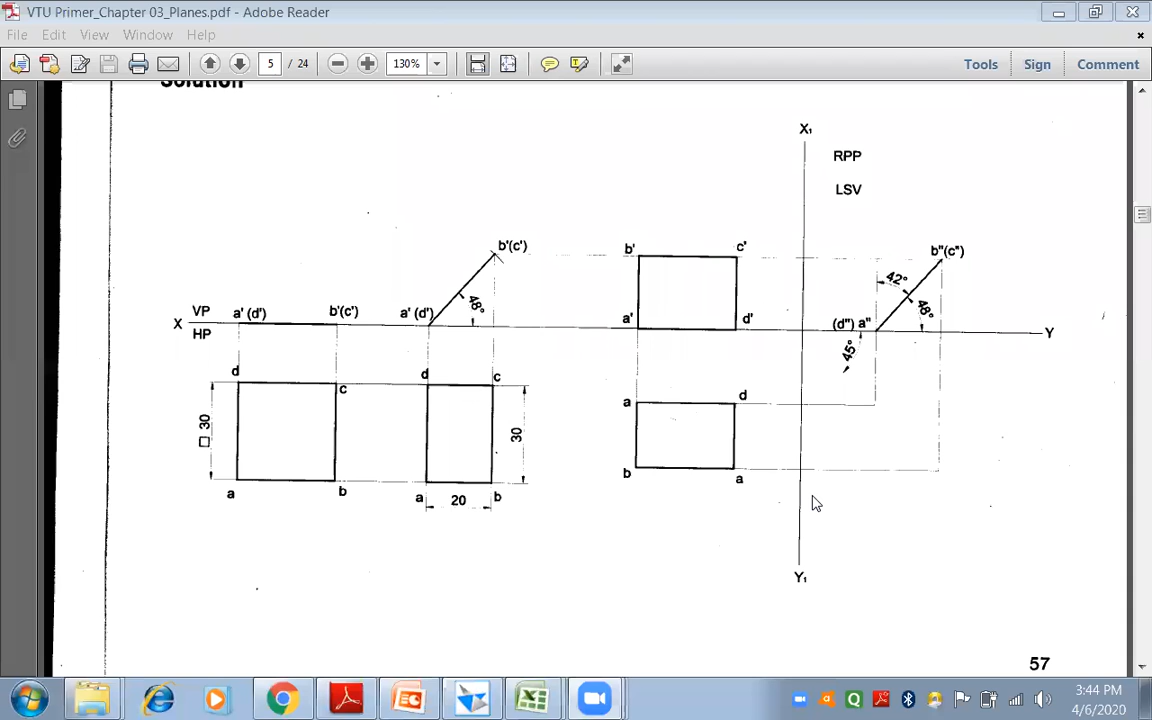 VTU Primer_Chapter 03_Planes.pdf - Adobe Reader
File Edit View Window Help
5 / 24 130% Tools Sign Comment
Solution
X₁
RPP
LSV
b'(c') b' c' b"(c") 42°
48° 48°
VP a' (d') b'(c') a' (d') a' d' (d") a"
X Y
HP
45°
d d c a d
c
□ 30 30
b a
a b a b
20
Y₁
57
3:44 PM
4/6/2020